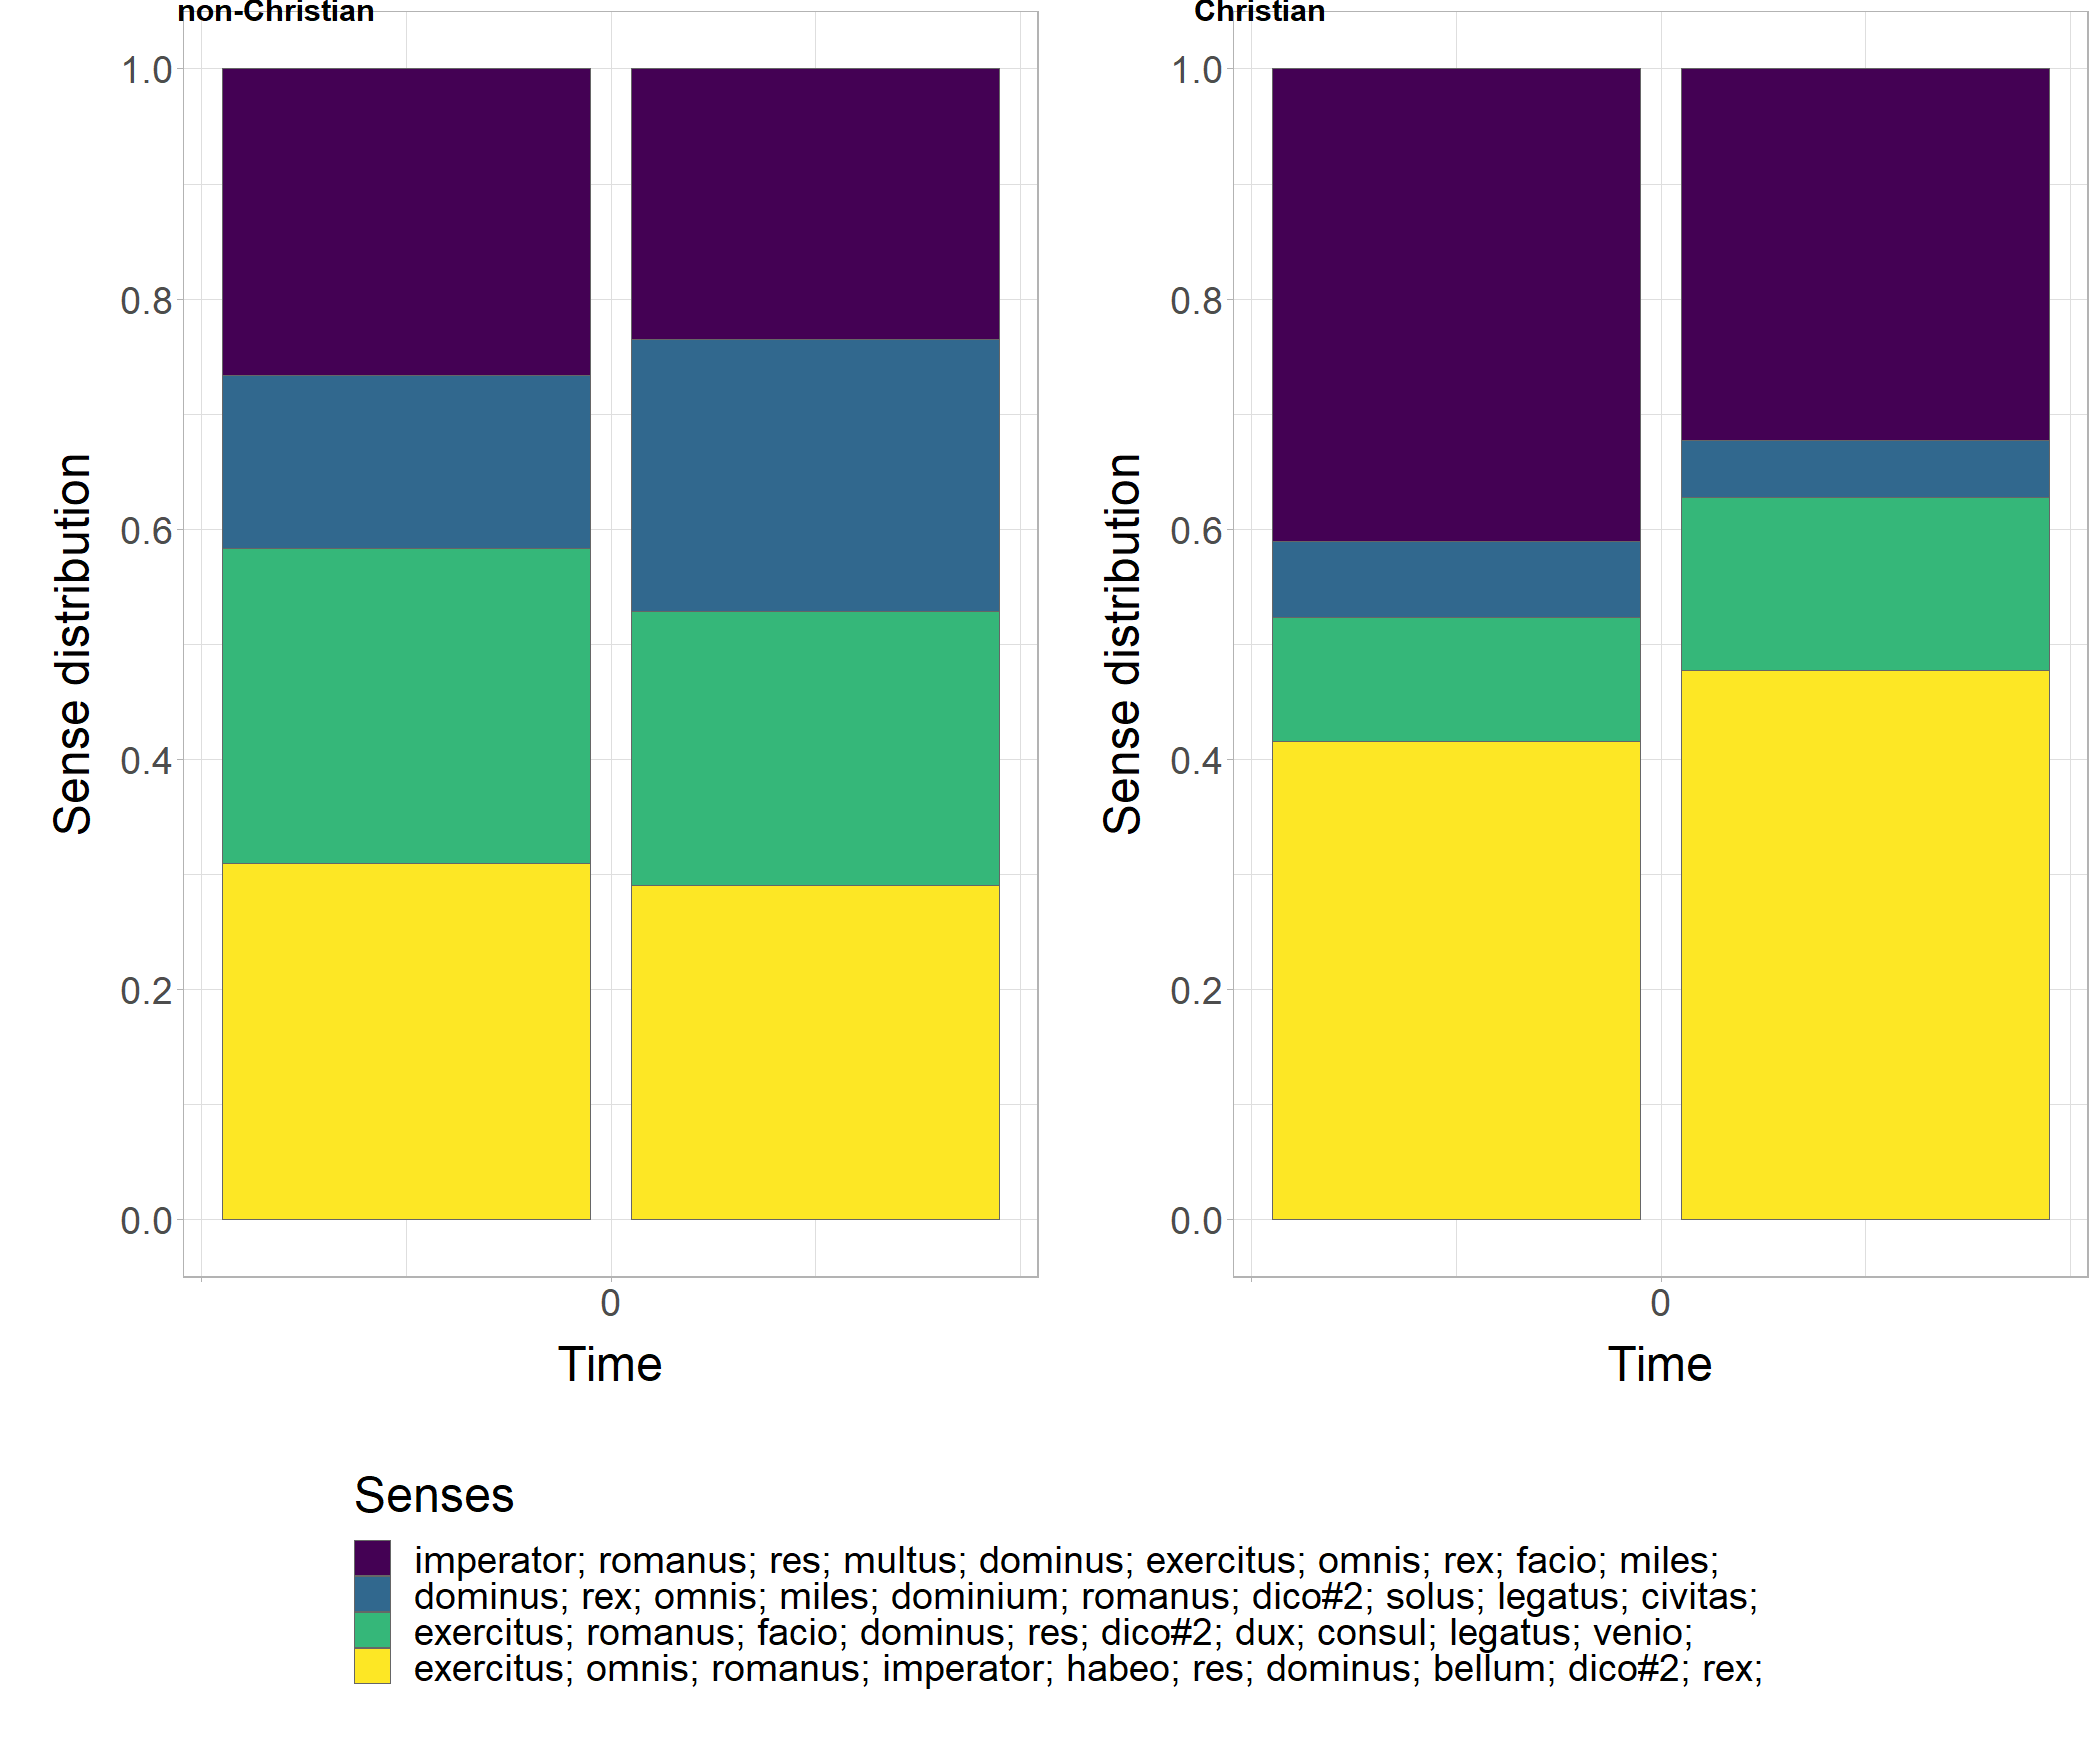 non-Christian
1.0
0.8
0.6
0.4
0.2
0.0
Sense distribution
0
Time
Christian
1.0
0.8
0.6
0.4
0.2
0.0
Sense distribution
0
Time
Senses
imperator; romanus; res; multus; dominus; exercitus; omnis; rex; facio; miles;
dominus; rex; omnis; miles; dominium; romanus; dico#2; solus; legatus; civitas;
exercitus; romanus; facio; dominus; res; dico#2; dux; consul; legatus; venio;
exercitus; omnis; romanus; imperator; habeo; res; dominus; bellum; dico#2; rex;